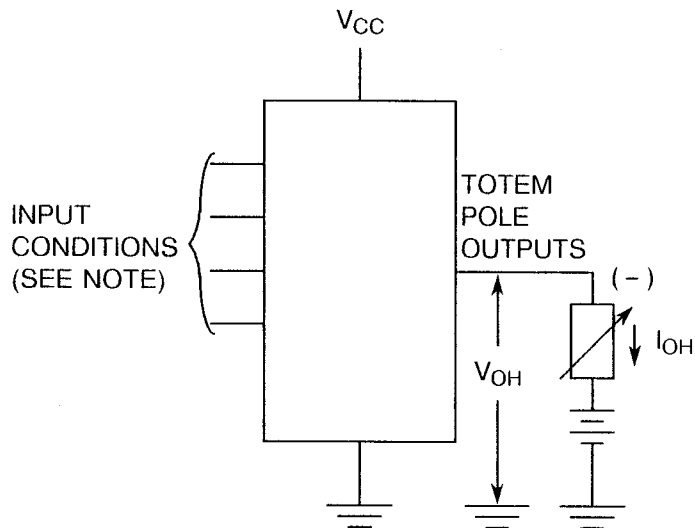 VCC
INPUT
CONDITIONS
(SEE NOTE)
TOTEM
POLE
OUTPUTS
(-)
IOH
VOH